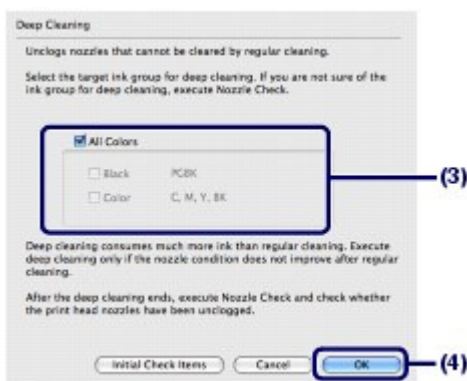 Deep Cleaning
Unclogs nozzles that cannot be cleared by regular cleaning.
Select the target ink group for deep cleaning. If you are not sure of the
ink group for deep cleaning, execute Nozzle Check.
All Colors
Black PGBK
Color C, M, Y, BK
(3)
Deep cleaning consumes much more ink than regular cleaning. Execute
deep cleaning only if the nozzle condition does not improve after regular
cleaning.
After the deep cleaning ends, execute Nozzle Check and check whether
the print head nozzles have been unclogged.
Initial Check Items Cancel OK (4)